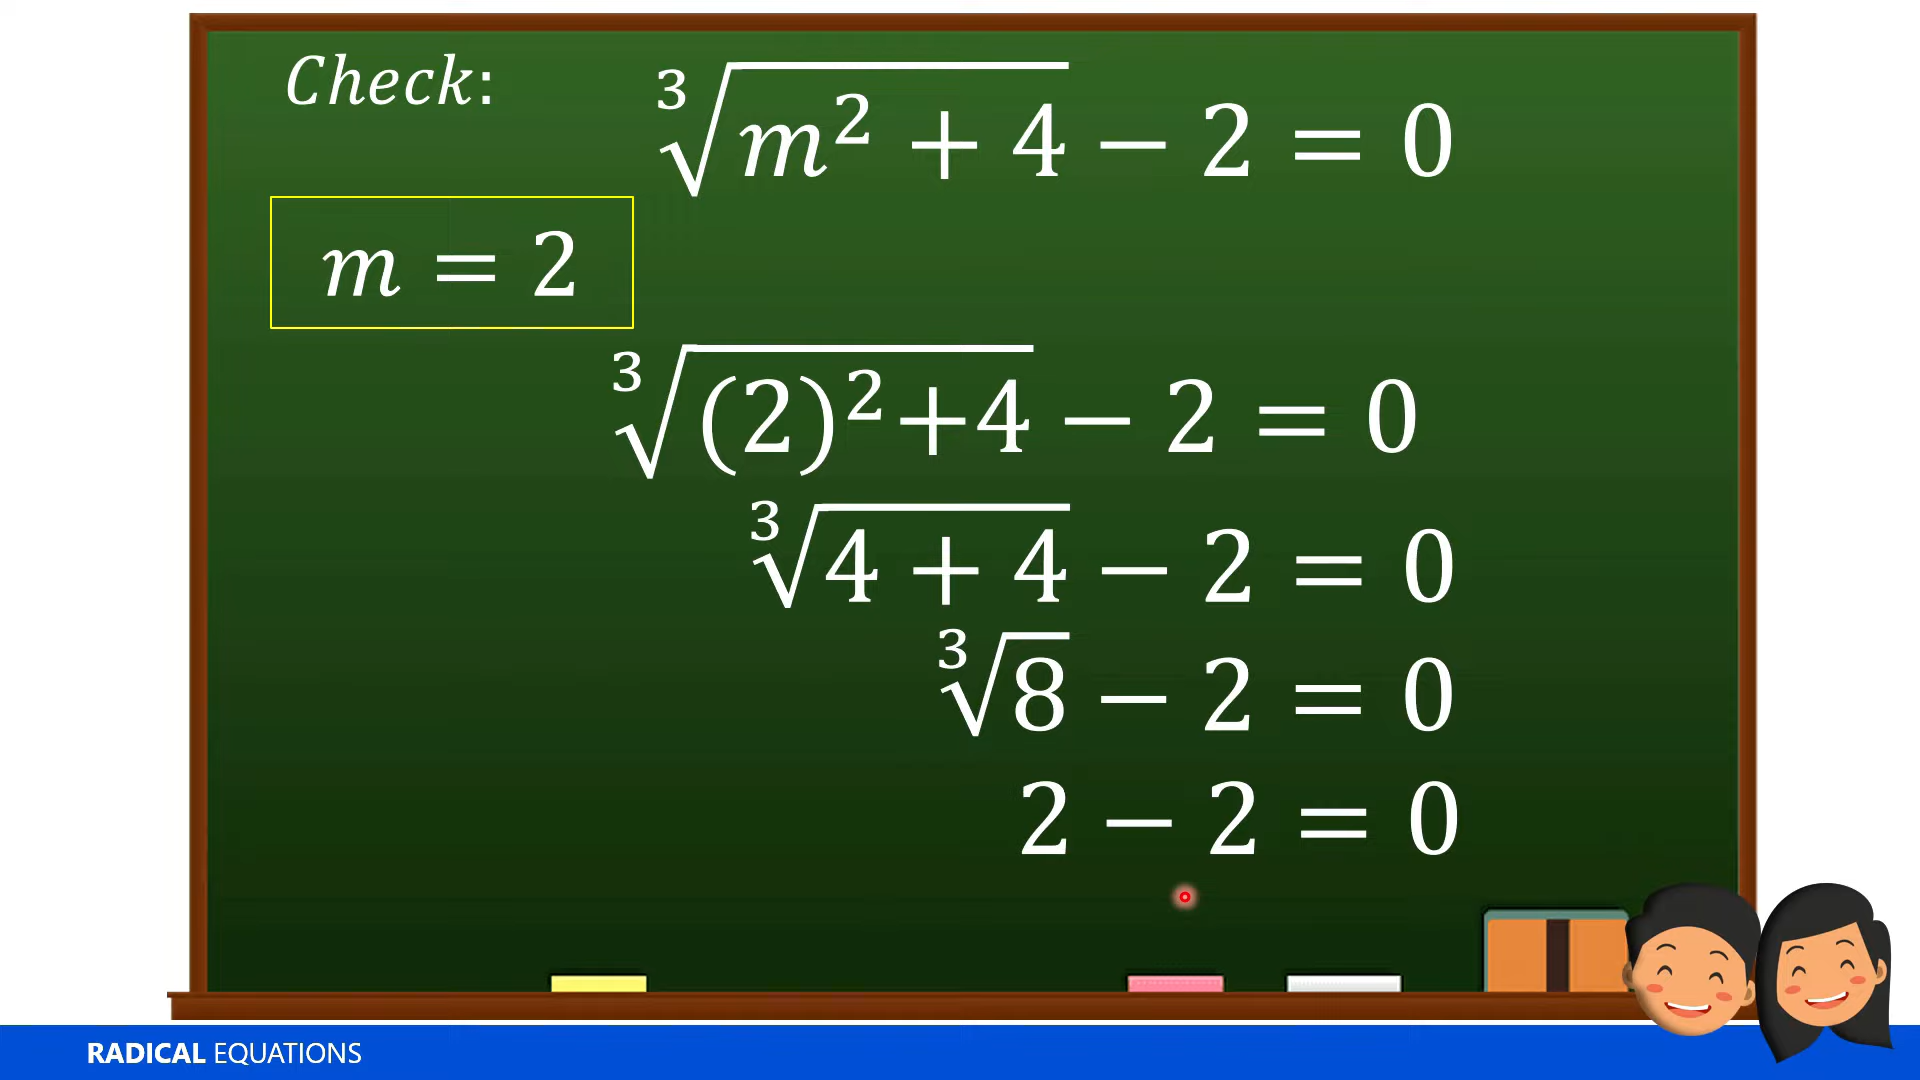 Check:
∛(m² + 4) − 2 = 0
m = 2
∛((2)²+4) − 2 = 0
∛(4 + 4) − 2 = 0
∛8 − 2 = 0
2 − 2 = 0
RADICAL EQUATIONS